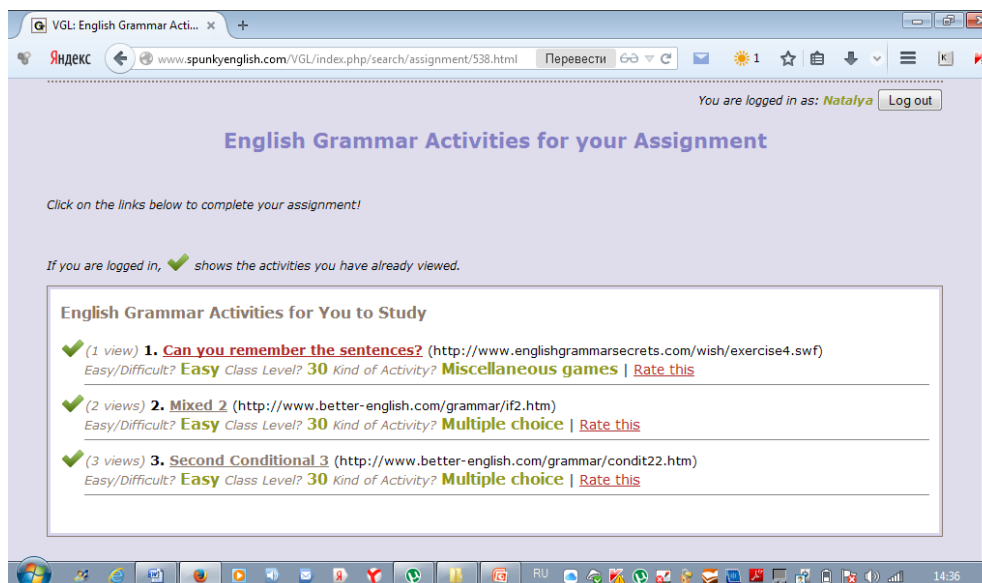 VGL: English Grammar Acti...
Яндекс www.spunkyenglish.com/VGL/index.php/search/assignment/538.html Перевести 1
You are logged in as: Natalya Log out
English Grammar Activities for your Assignment
Click on the links below to complete your assignment!
If you are logged in, shows the activities you have already viewed.
English Grammar Activities for You to Study
(1 view) 1. Can you remember the sentences? (http://www.englishgrammarsecrets.com/wish/exercise4.swf)
Easy/Difficult? Easy Class Level? 30 Kind of Activity? Miscellaneous games | Rate this
(2 views) 2. Mixed 2 (http://www.better-english.com/grammar/if2.htm)
Easy/Difficult? Easy Class Level? 30 Kind of Activity? Multiple choice | Rate this
(3 views) 3. Second Conditional 3 (http://www.better-english.com/grammar/condit22.htm)
Easy/Difficult? Easy Class Level? 30 Kind of Activity? Multiple choice | Rate this
RU 14:36